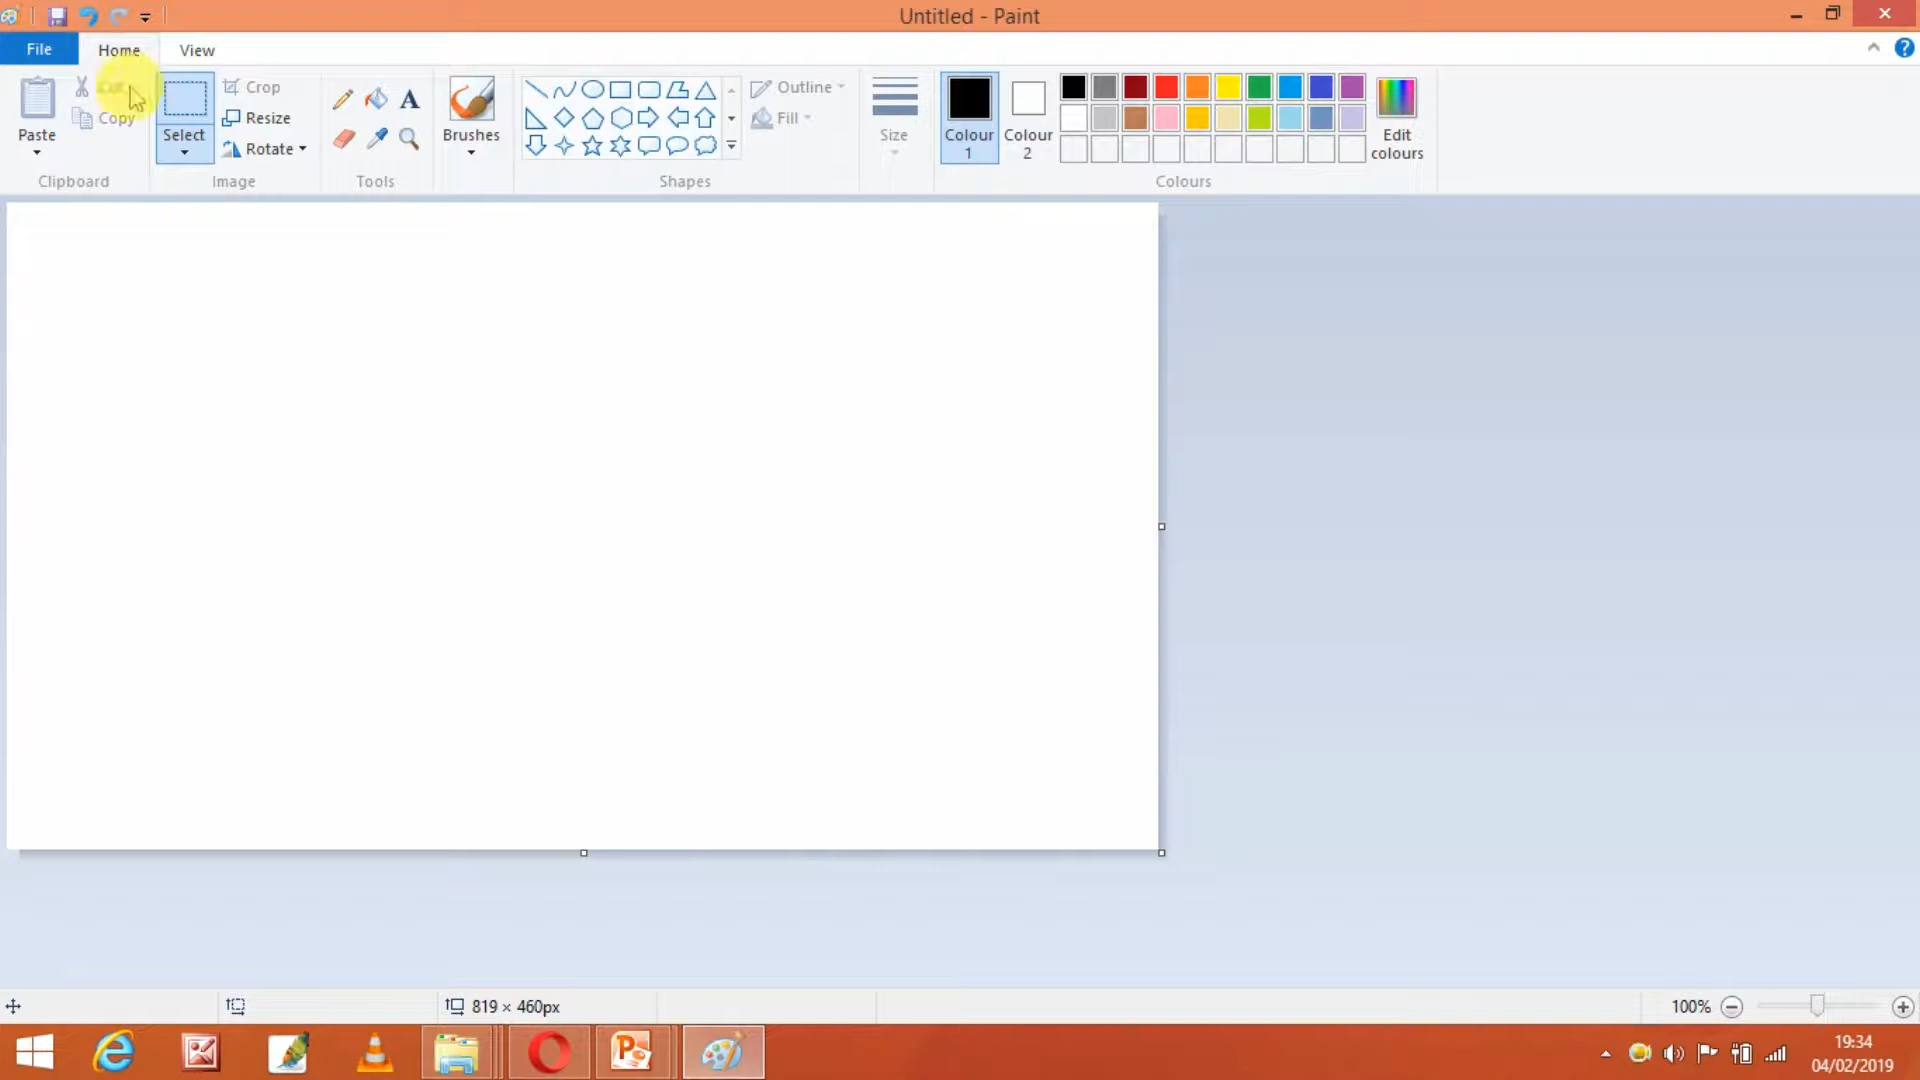 Untitled - Paint
File
Home
View
Paste
Copy
Clipboard
Select
Crop
Resize
Rotate
Image
A
Tools
Brushes
Shapes
Outline
Fill
Size
Colour
1
Colour
2
Edit
colours
Colours
819 × 460px
100%
19:34
04/02/2019